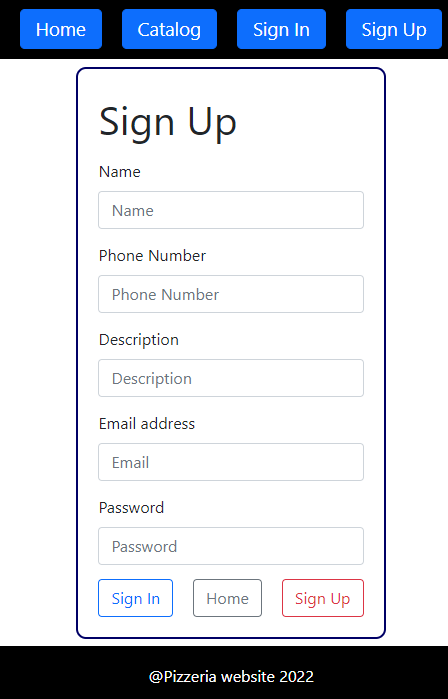 Home Catalog Sign In Sign Up
Sign Up
Name
Name
Phone Number
Phone Number
Description
Description
Email address
Email
Password
Password
Sign In Home Sign Up
@Pizzeria website 2022